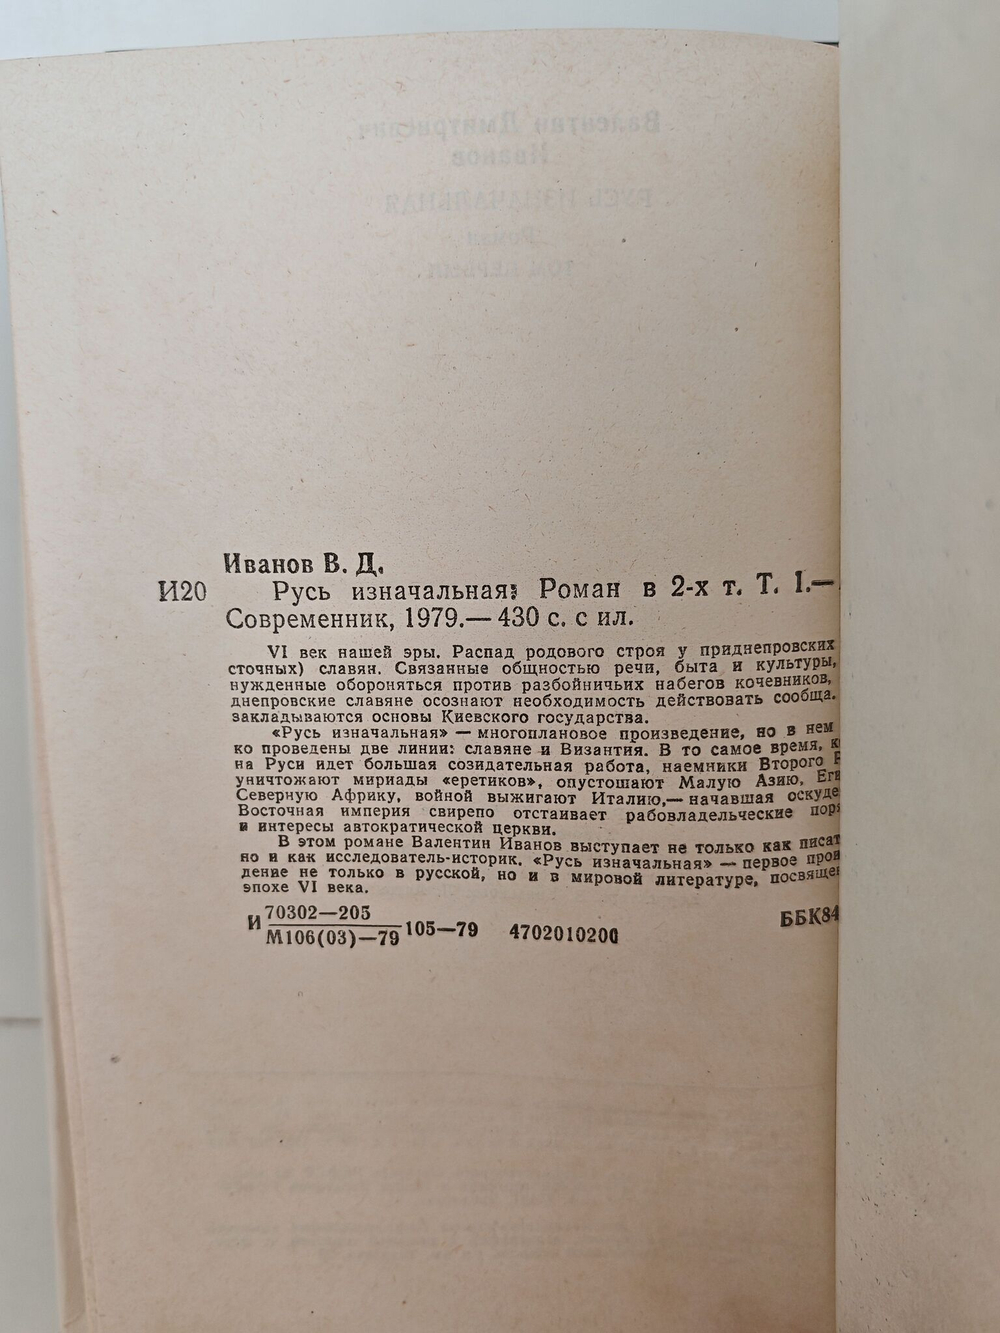 Иванов В. Д.
И20 Русь изначальная: Роман в 2-х т. Т. I.—
Современник, 1979.— 430 с. с ил.
VI век нашей эры. Распад родового строя у приднепровских
сточных) славян. Связанные общностью речи, быта и культуры,
нужденные обороняться против разбойничьих набегов кочевников,
днепровские славяне осознают необходимость действовать сообща.
закладываются основы Киевского государства.
«Русь изначальная» — многоплановое произведение, но в нем
ко проведены две линии: славяне и Византия. В то самое время, к
на Руси идет большая созидательная работа, наемники Второго
уничтожают мириады «еретиков», опустошают Малую Азию, Еги
Северную Африку, войной выжигают Италию,— начавшая оскуде
Восточная империя свирепо отстаивает рабовладельческие пор
и интересы автократической церкви.
В этом романе Валентин Иванов выступает не только как писат
но и как исследователь-историк. «Русь изначальная» — первое прои
дение не только в русской, но и в мировой литературе, посвяще
эпохе VI века.
И 70302—205
М106(03)—79 105—79 4702010200 ББК84